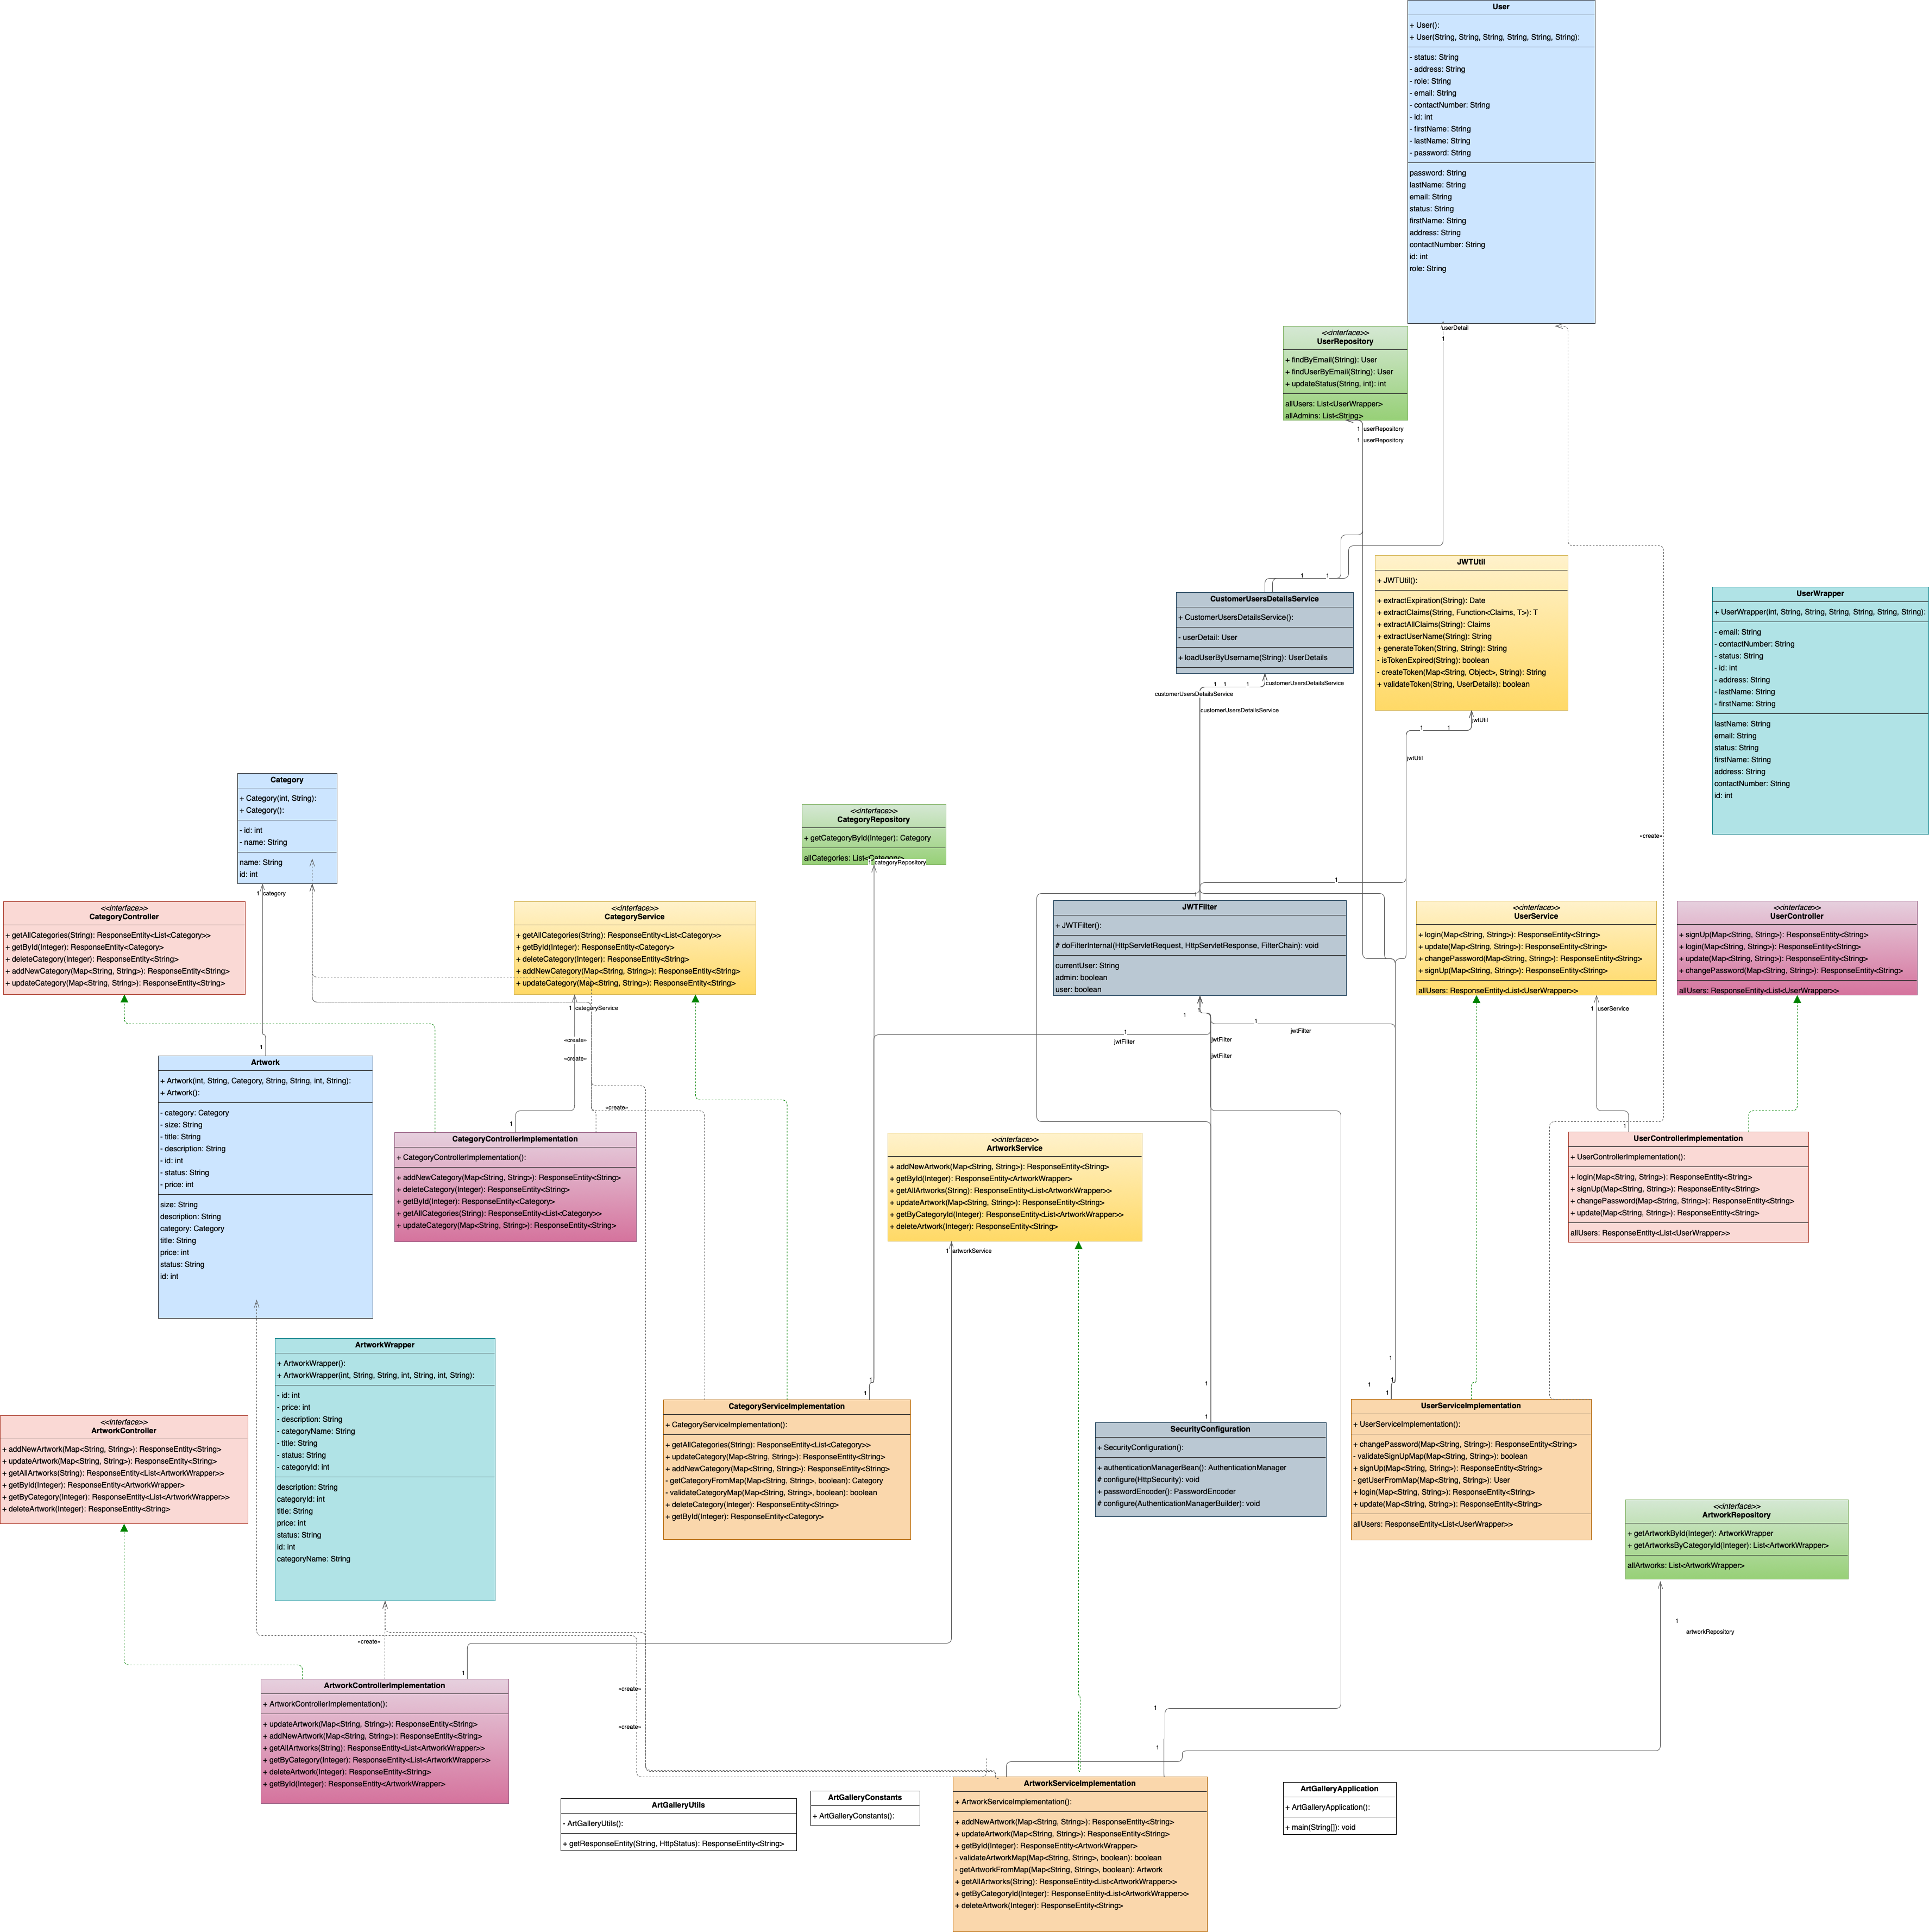 User
+ User():
+ User(String, String, String, String, String, String):
- status: String
- address: String
- role: String
- email: String
- contactNumber: String
- id: int
- firstName: String
- lastName: String
- password: String
password: String
lastName: String
email: String
status: String
firstName: String
address: String
contactNumber: String
id: int
role: String
userDetail
1
<<interface>>
UserRepository
+ findByEmail(String): User
+ findUserByEmail(String): User
+ updateStatus(String, int): int
allUsers: List<UserWrapper>
allAdmins: List<String>
1 userRepository
1 userRepository
1 1
JWTUtil
+ JWTUtil():
+ extractExpiration(String): Date
+ extractClaims(String, Function<Claims, T>): T
+ extractAllClaims(String): Claims
+ extractUserName(String): String
+ generateToken(String, String): String
- isTokenExpired(String): boolean
- createToken(Map<String, Object>, String): String
+ validateToken(String, UserDetails): boolean
jwtUtil
1 1
jwtUtil
CustomerUsersDetailsService
+ CustomerUsersDetailsService():
- userDetail: User
+ loadUserByUsername(String): UserDetails
1 1 1 customerUsersDetailsService
customerUsersDetailsService
customerUsersDetailsService
UserWrapper
+ UserWrapper(int, String, String, String, String, String, String):
- email: String
- contactNumber: String
- status: String
- id: int
- address: String
- lastName: String
- firstName: String
lastName: String
email: String
status: String
firstName: String
address: String
contactNumber: String
id: int
«create»
Category
+ Category(int, String):
+ Category():
- id: int
- name: String
name: String
id: int
1 category
<<interface>>
CategoryRepository
+ getCategoryById(Integer): Category
allCategories: List<Category>
1 categoryRepository
<<interface>>
CategoryController
+ getAllCategories(String): ResponseEntity<List<Category>>
+ getById(Integer): ResponseEntity<Category>
+ deleteCategory(Integer): ResponseEntity<String>
+ addNewCategory(Map<String, String>): ResponseEntity<String>
+ updateCategory(Map<String, String>): ResponseEntity<String>
<<interface>>
CategoryService
+ getAllCategories(String): ResponseEntity<List<Category>>
+ getById(Integer): ResponseEntity<Category>
+ deleteCategory(Integer): ResponseEntity<String>
+ addNewCategory(Map<String, String>): ResponseEntity<String>
+ updateCategory(Map<String, String>): ResponseEntity<String>
1 categoryService
«create»
«create»
1
1
JWTFilter
+ JWTFilter():
# doFilterInternal(HttpServletRequest, HttpServletResponse, FilterChain): void
currentUser: String
admin: boolean
user: boolean
1
1
1
jwtFilter
1
jwtFilter
jwtFilter
jwtFilter
<<interface>>
UserService
+ login(Map<String, String>): ResponseEntity<String>
+ update(Map<String, String>): ResponseEntity<String>
+ changePassword(Map<String, String>): ResponseEntity<String>
+ signUp(Map<String, String>): ResponseEntity<String>
allUsers: ResponseEntity<List<UserWrapper>>
1 userService
<<interface>>
UserController
+ signUp(Map<String, String>): ResponseEntity<String>
+ login(Map<String, String>): ResponseEntity<String>
+ update(Map<String, String>): ResponseEntity<String>
+ changePassword(Map<String, String>): ResponseEntity<String>
allUsers: ResponseEntity<List<UserWrapper>>
1
Artwork
+ Artwork(int, String, Category, String, String, int, String):
+ Artwork():
- category: Category
- size: String
- title: String
- description: String
- id: int
- status: String
- price: int
size: String
description: String
category: Category
title: String
price: int
status: String
id: int
«create»
1
CategoryControllerImplementation
+ CategoryControllerImplementation():
+ addNewCategory(Map<String, String>): ResponseEntity<String>
+ deleteCategory(Integer): ResponseEntity<String>
+ getById(Integer): ResponseEntity<Category>
+ getAllCategories(String): ResponseEntity<List<Category>>
+ updateCategory(Map<String, String>): ResponseEntity<String>
<<interface>>
ArtworkService
+ addNewArtwork(Map<String, String>): ResponseEntity<String>
+ getById(Integer): ResponseEntity<ArtworkWrapper>
+ getAllArtworks(String): ResponseEntity<List<ArtworkWrapper>>
+ updateArtwork(Map<String, String>): ResponseEntity<String>
+ getByCategoryId(Integer): ResponseEntity<List<ArtworkWrapper>>
+ deleteArtwork(Integer): ResponseEntity<String>
1 artworkService
1
UserControllerImplementation
+ UserControllerImplementation():
+ login(Map<String, String>): ResponseEntity<String>
+ signUp(Map<String, String>): ResponseEntity<String>
+ changePassword(Map<String, String>): ResponseEntity<String>
+ update(Map<String, String>): ResponseEntity<String>
allUsers: ResponseEntity<List<UserWrapper>>
ArtworkWrapper
+ ArtworkWrapper():
+ ArtworkWrapper(int, String, String, int, String, int, String):
- id: int
- price: int
- description: String
- categoryName: String
- title: String
- status: String
- categoryId: int
description: String
categoryId: int
title: String
price: int
status: String
id: int
categoryName: String
«create»
<<interface>>
ArtworkController
+ addNewArtwork(Map<String, String>): ResponseEntity<String>
+ updateArtwork(Map<String, String>): ResponseEntity<String>
+ getAllArtworks(String): ResponseEntity<List<ArtworkWrapper>>
+ getById(Integer): ResponseEntity<ArtworkWrapper>
+ getByCategory(Integer): ResponseEntity<List<ArtworkWrapper>>
+ deleteArtwork(Integer): ResponseEntity<String>
1
1
CategoryServiceImplementation
+ CategoryServiceImplementation():
+ getAllCategories(String): ResponseEntity<List<Category>>
+ updateCategory(Map<String, String>): ResponseEntity<String>
+ addNewCategory(Map<String, String>): ResponseEntity<String>
- getCategoryFromMap(Map<String, String>, boolean): Category
- validateCategoryMap(Map<String, String>, boolean): boolean
+ deleteCategory(Integer): ResponseEntity<String>
+ getById(Integer): ResponseEntity<Category>
1
1
SecurityConfiguration
+ SecurityConfiguration():
+ authenticationManagerBean(): AuthenticationManager
# configure(HttpSecurity): void
+ passwordEncoder(): PasswordEncoder
# configure(AuthenticationManagerBuilder): void
1
1
1
1
UserServiceImplementation
+ UserServiceImplementation():
+ changePassword(Map<String, String>): ResponseEntity<String>
- validateSignUpMap(Map<String, String>): boolean
+ signUp(Map<String, String>): ResponseEntity<String>
- getUserFromMap(Map<String, String>): User
+ login(Map<String, String>): ResponseEntity<String>
+ update(Map<String, String>): ResponseEntity<String>
allUsers: ResponseEntity<List<UserWrapper>>
<<interface>>
ArtworkRepository
+ getArtworkById(Integer): ArtworkWrapper
+ getArtworksByCategoryId(Integer): List<ArtworkWrapper>
allArtworks: List<ArtworkWrapper>
1
artworkRepository
1
ArtworkControllerImplementation
+ ArtworkControllerImplementation():
+ updateArtwork(Map<String, String>): ResponseEntity<String>
+ addNewArtwork(Map<String, String>): ResponseEntity<String>
+ getAllArtworks(String): ResponseEntity<List<ArtworkWrapper>>
+ getByCategory(Integer): ResponseEntity<List<ArtworkWrapper>>
+ deleteArtwork(Integer): ResponseEntity<String>
+ getById(Integer): ResponseEntity<ArtworkWrapper>
«create»
«create»
1
1
ArtGalleryUtils
- ArtGalleryUtils():
+ getResponseEntity(String, HttpStatus): ResponseEntity<String>
ArtGalleryConstants
+ ArtGalleryConstants():
ArtworkServiceImplementation
+ ArtworkServiceImplementation():
+ addNewArtwork(Map<String, String>): ResponseEntity<String>
+ updateArtwork(Map<String, String>): ResponseEntity<String>
+ getById(Integer): ResponseEntity<ArtworkWrapper>
- validateArtworkMap(Map<String, String>, boolean): boolean
- getArtworkFromMap(Map<String, String>, boolean): Artwork
+ getAllArtworks(String): ResponseEntity<List<ArtworkWrapper>>
+ getByCategoryId(Integer): ResponseEntity<List<ArtworkWrapper>>
+ deleteArtwork(Integer): ResponseEntity<String>
ArtGalleryApplication
+ ArtGalleryApplication():
+ main(String[]): void